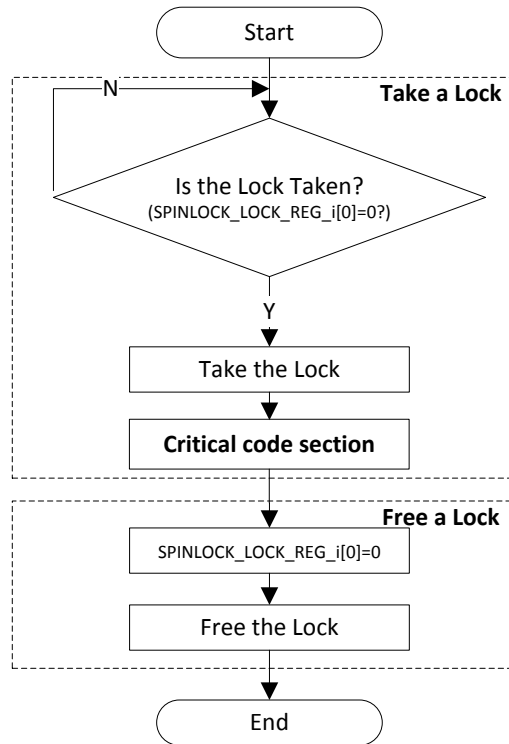 Start
N
Take a Lock
Is the Lock Taken?
(SPINLOCK_LOCK_REG_i[0]=0?)
Y
Take the Lock
Critical code section
Free a Lock
SPINLOCK_LOCK_REG_i[0]=0
Free the Lock
End